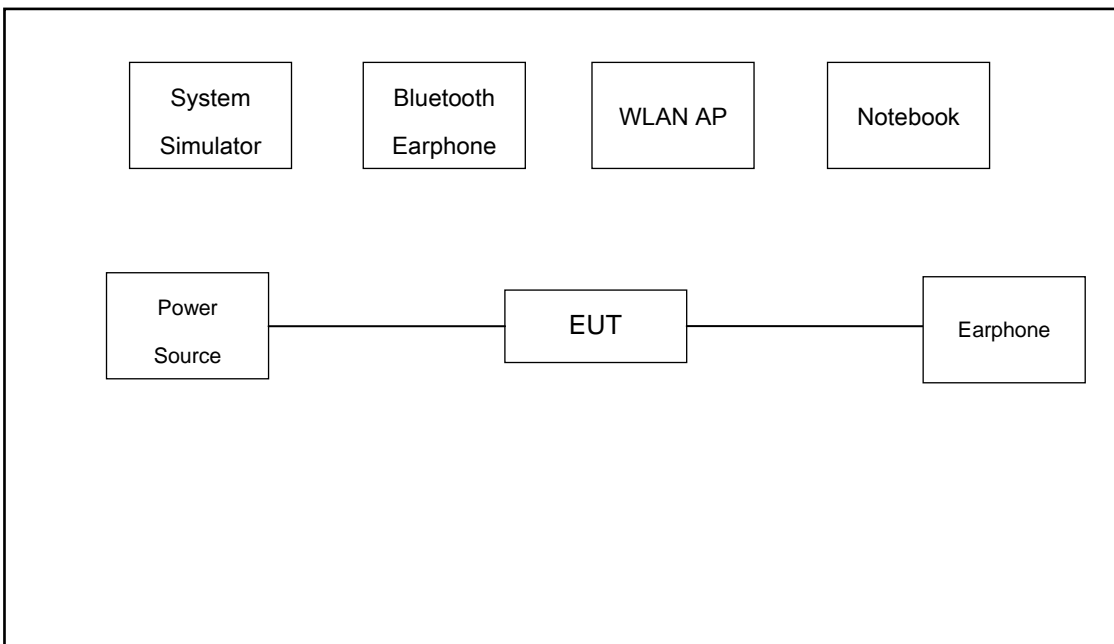 System
Simulator
Bluetooth
Earphone
WLAN AP
Notebook
Power
Source
EUT
Earphone